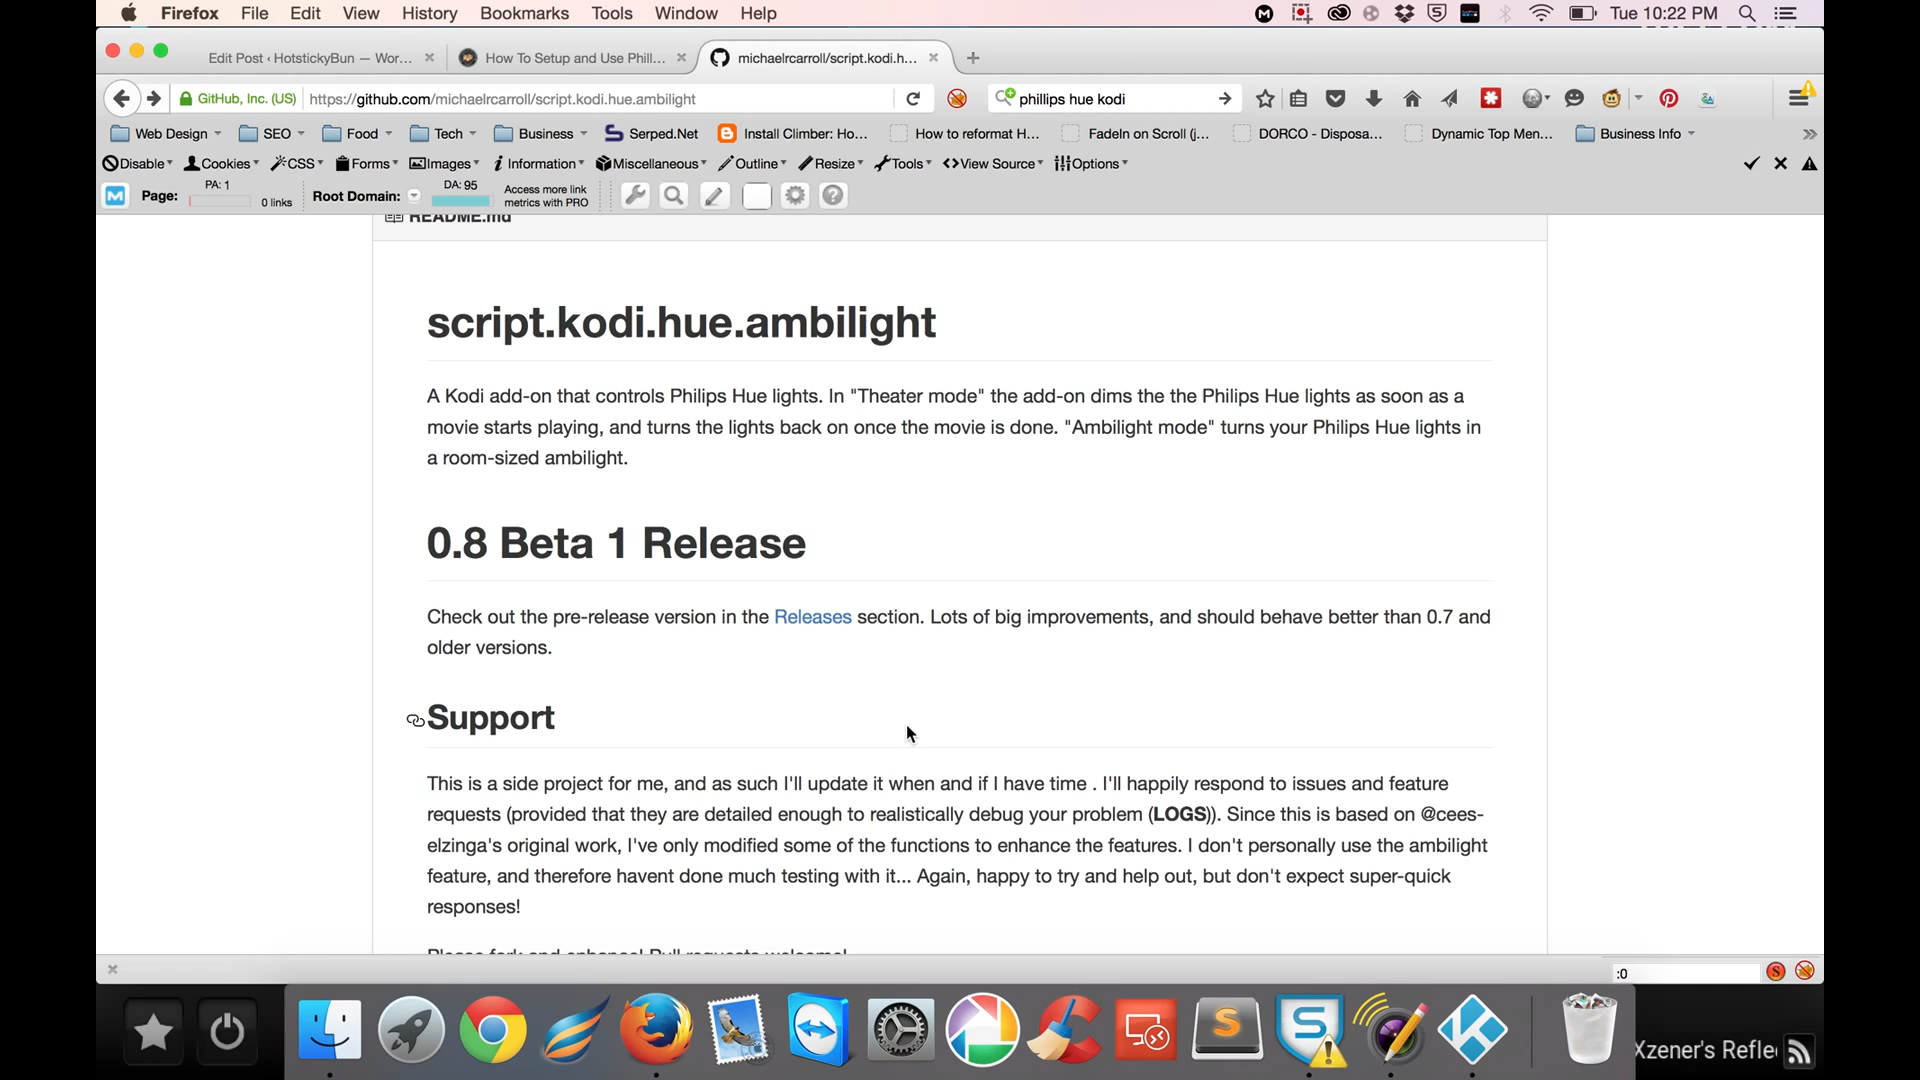 Firefox File Edit View History Bookmarks Tools Window Help Tue 10:22 PM
Edit Post ‹ HotstickyBun — Wor... How To Setup and Use Phill... michaelrcarroll/script.kodi.h...
GitHub, Inc. (US) https://github.com/michaelrcarroll/script.kodi.hue.ambilight phillips hue kodi
Web Design SEO Food Tech Business Serped.Net Install Climber: Ho... How to reformat H... FadeIn on Scroll (j... DORCO - Disposa... Dynamic Top Men... Business Info
Disable Cookies CSS Forms Images Information Miscellaneous Outline Resize Tools View Source Options
Page: PA: 1 0 links Root Domain: DA: 95 Access more link metrics with PRO
README.md
script.kodi.hue.ambilight
A Kodi add-on that controls Philips Hue lights. In "Theater mode" the add-on dims the the Philips Hue lights as soon as a
movie starts playing, and turns the lights back on once the movie is done. "Ambilight mode" turns your Philips Hue lights in
a room-sized ambilight.
0.8 Beta 1 Release
Check out the pre-release version in the Releases section. Lots of big improvements, and should behave better than 0.7 and
older versions.
Support
This is a side project for me, and as such I'll update it when and if I have time . I'll happily respond to issues and feature
requests (provided that they are detailed enough to realistically debug your problem (LOGS)). Since this is based on @cees-
elzinga's original work, I've only modified some of the functions to enhance the features. I don't personally use the ambilight
feature, and therefore havent done much testing with it... Again, happy to try and help out, but don't expect super-quick
responses!
Please fork and enhance! Pull requests welcome!
:0
Xzener's Refle